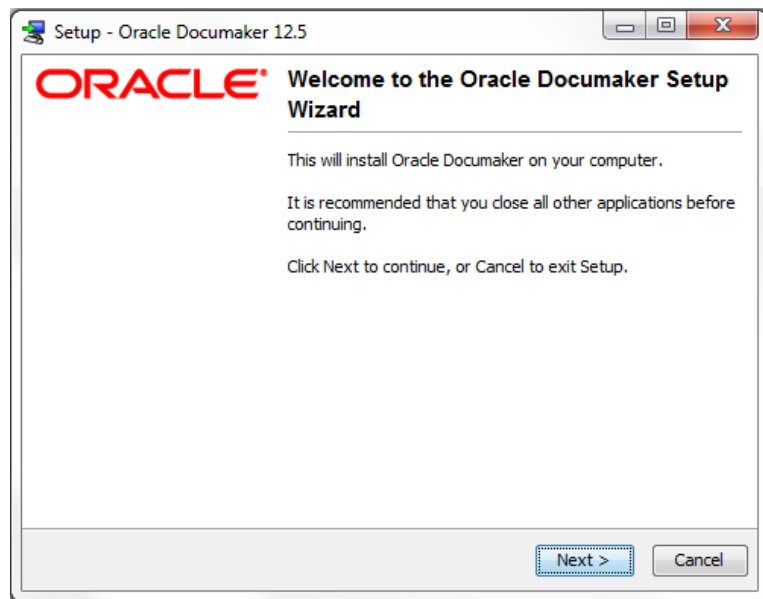 Setup - Oracle Documaker 12.5
ORACLE®
Welcome to the Oracle Documaker Setup
Wizard
This will install Oracle Documaker on your computer.
It is recommended that you close all other applications before
continuing.
Click Next to continue, or Cancel to exit Setup.
Next >
Cancel